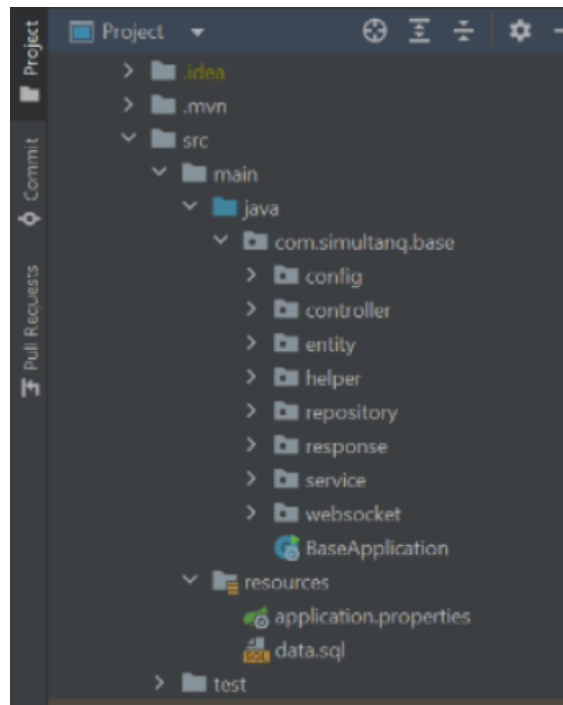 Project
Commit
Pull Requests
Project
.idea
.mvn
src
main
java
com.simultanq.base
config
controller
entity
helper
repository
response
service
websocket
BaseApplication
resources
application.properties
SQL
data.sql
test